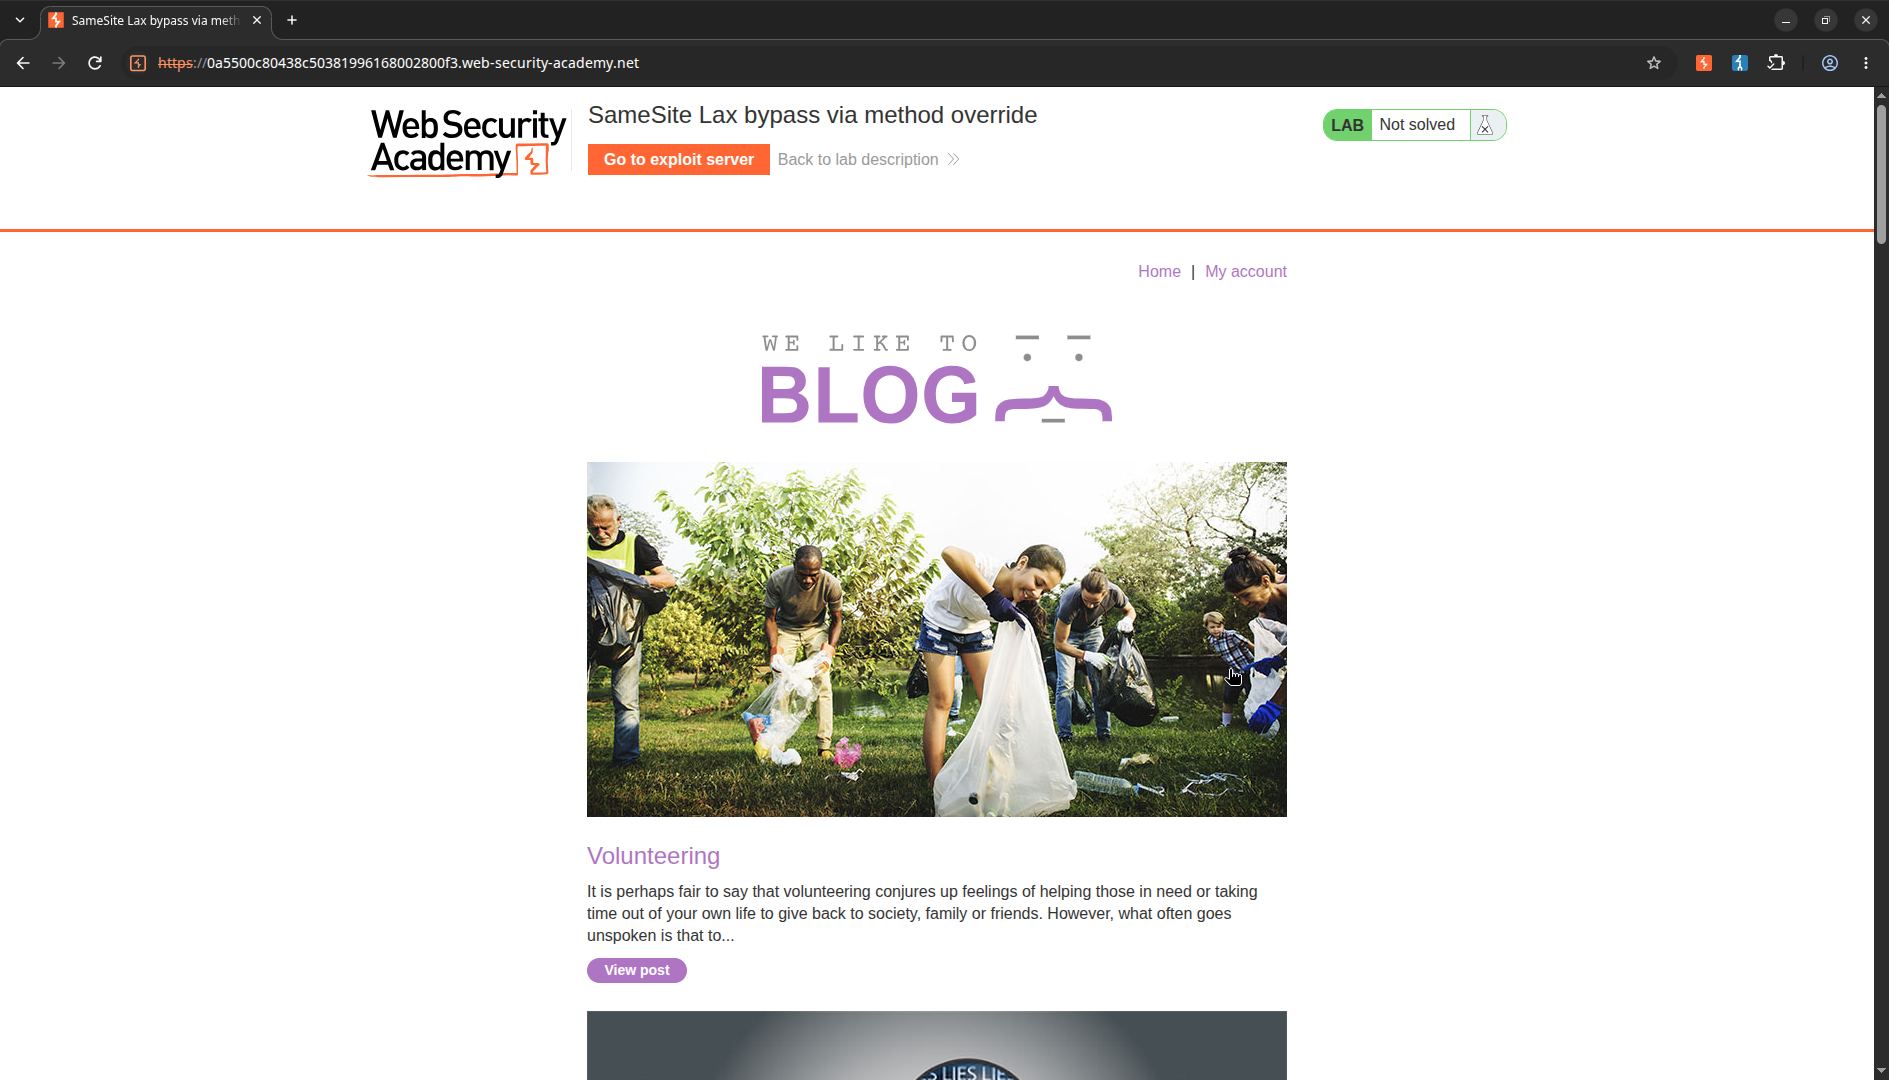 SameSite Lax bypass via meth
https://0a5500c80438c50381996168002800f3.web-security-academy.net
Web Security
Academy
SameSite Lax bypass via method override
Go to exploit server
Back to lab description
LAB
Not solved
Home | My account
WE LIKE TO
BLOG
Volunteering
It is perhaps fair to say that volunteering conjures up feelings of helping those in need or taking
time out of your own life to give back to society, family or friends. However, what often goes
unspoken is that to...
View post
LIES LIE